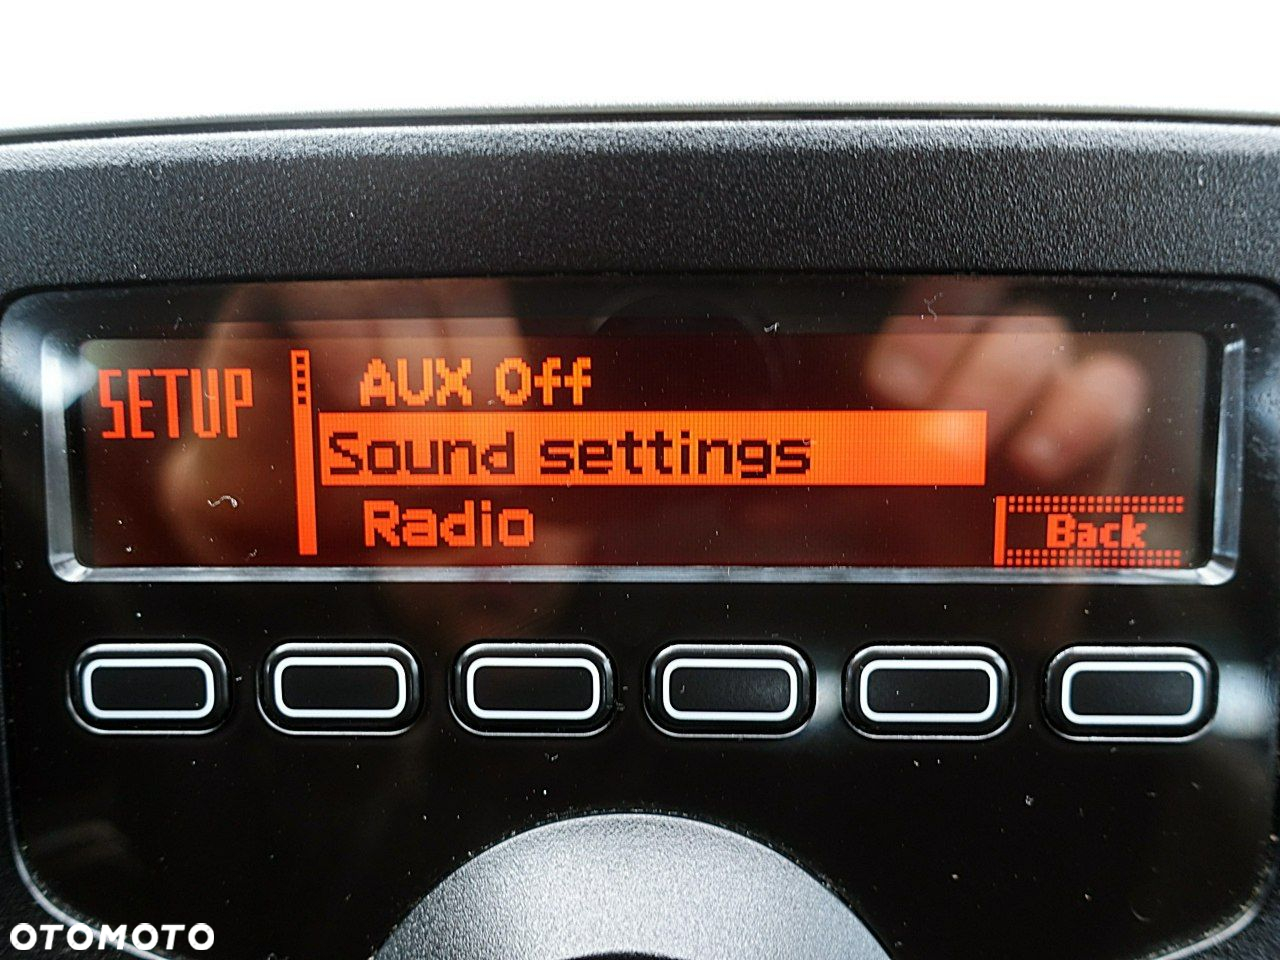 SETUP
AUX Off
Sound settings
Radio
Back
OTOMOTO